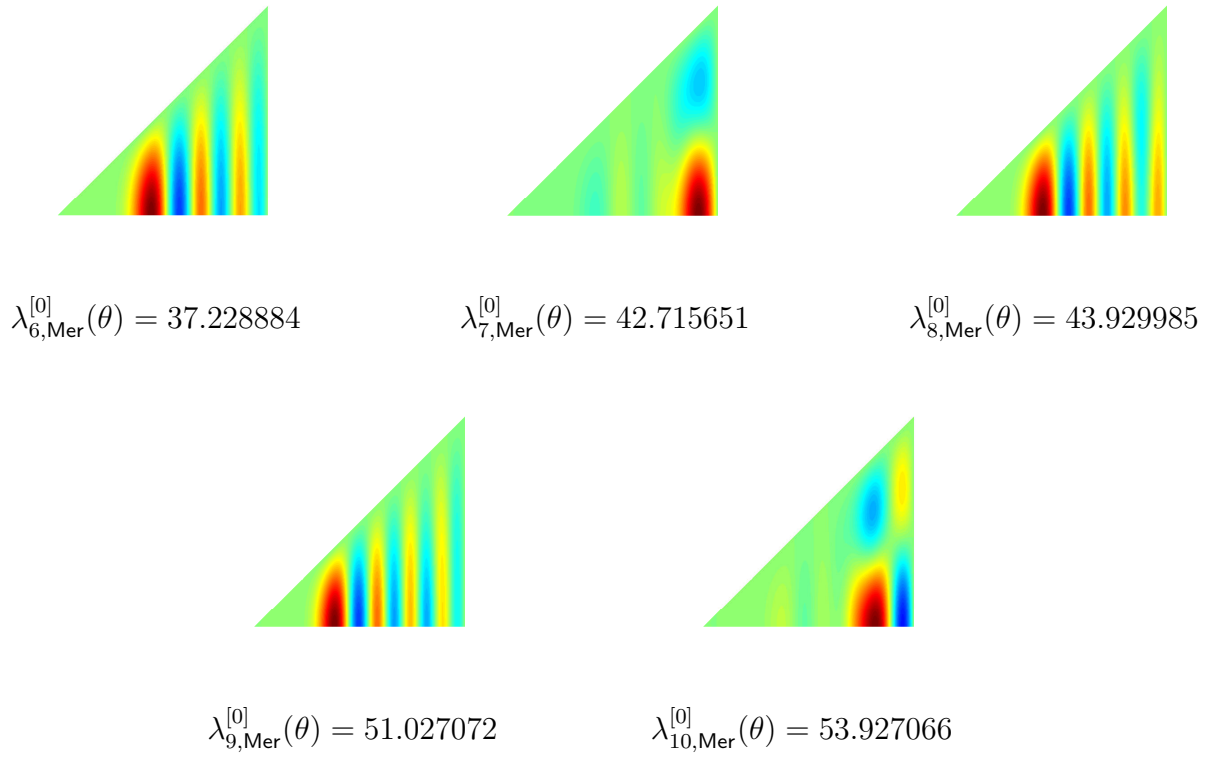 λ^{[0]}_{6,Mer}(θ) = 37.228884
λ^{[0]}_{7,Mer}(θ) = 42.715651
λ^{[0]}_{8,Mer}(θ) = 43.929985
λ^{[0]}_{9,Mer}(θ) = 51.027072
λ^{[0]}_{10,Mer}(θ) = 53.927066